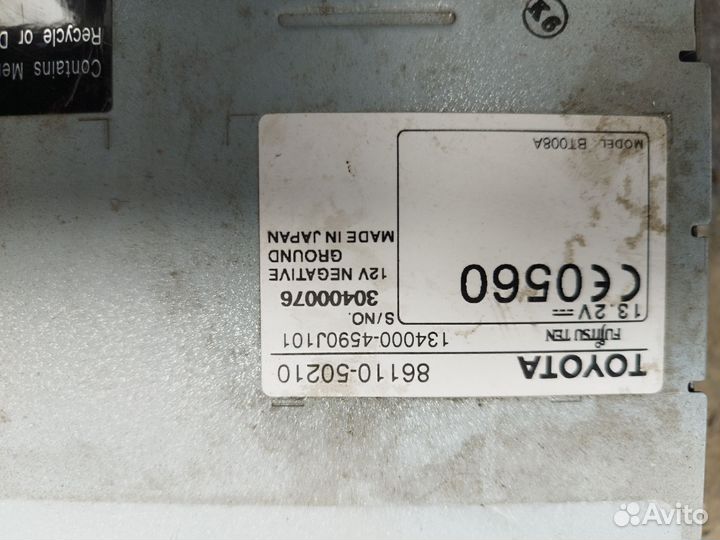 TOYOTA 86110-50210
FUJITSU TEN 134000-4590J101
13.2V S/NO.
30400076
CE0560
12V NEGATIVE
GROUND
MADE IN JAPAN
MODEL: BT008A
K6
Contains Mer
Recycle or D
Avito